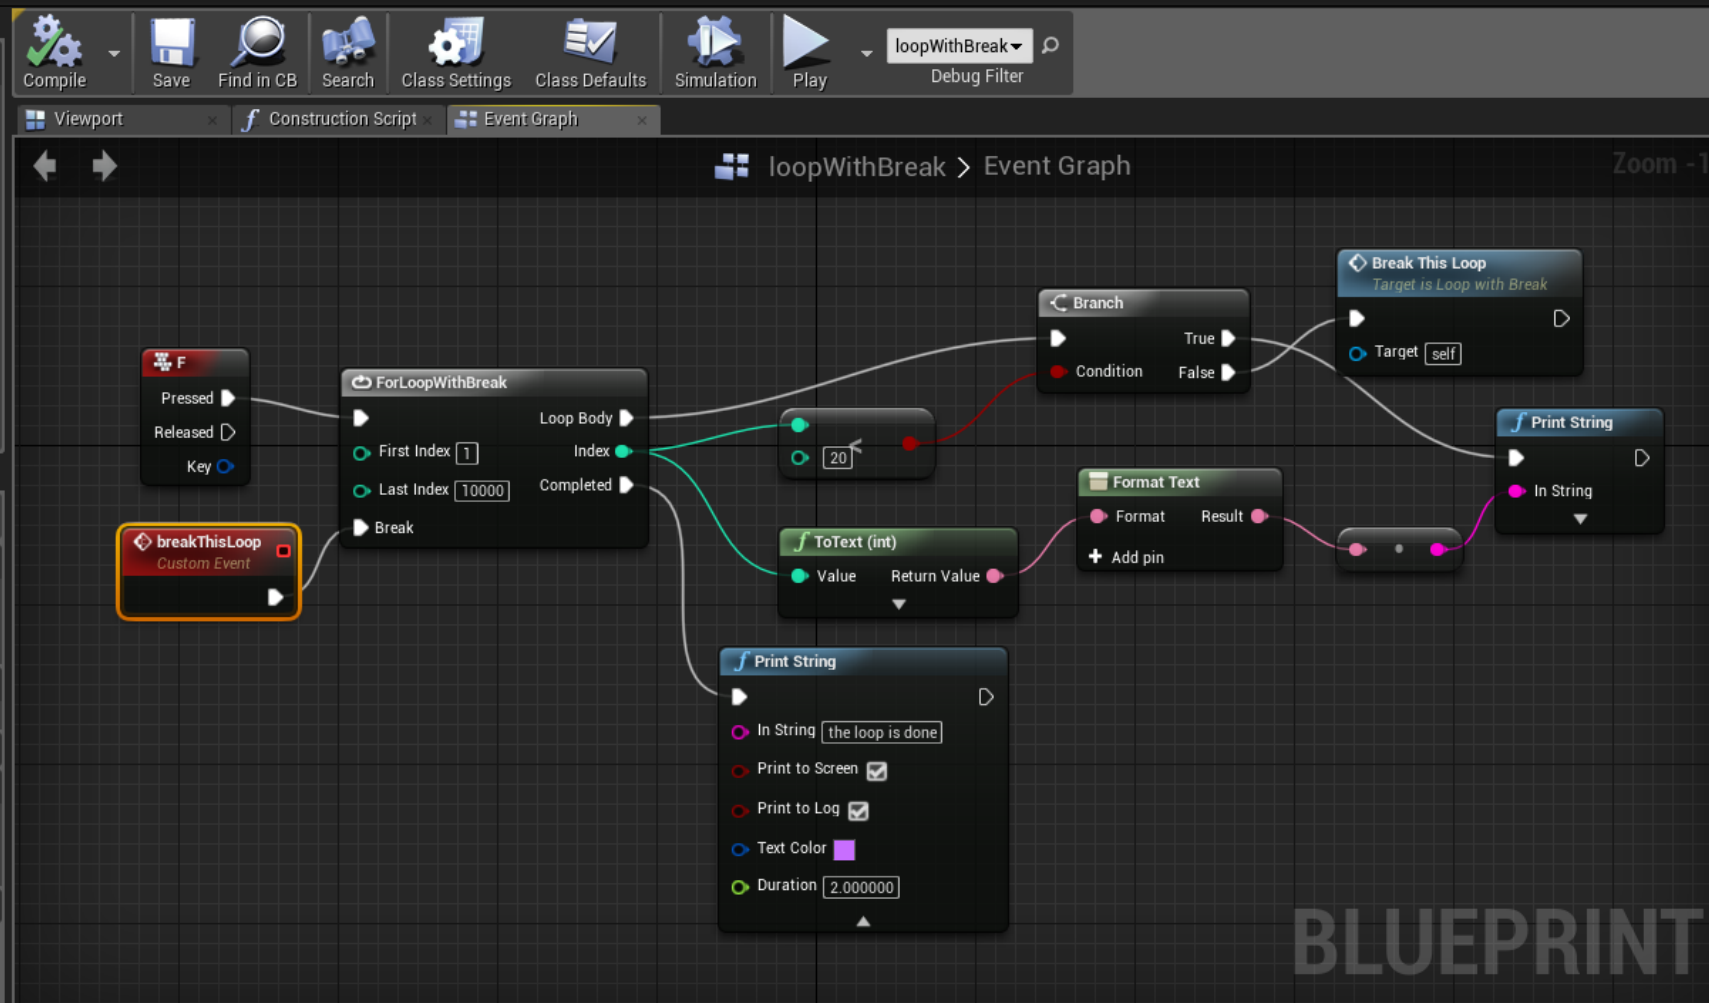 Compile
Save
Find in CB
Search
Class Settings
Class Defaults
Simulation
Play
loopWithBreak
Debug Filter
Viewport
Construction Script
Event Graph
loopWithBreak > Event Graph
Zoom -1
F
Pressed
Released
Key
breakThisLoop
Custom Event
ForLoopWithBreak
Loop Body
First Index 1
Index
Last Index 10000
Completed
Break
20 <
Branch
True
Condition
False
Break This Loop
Target is Loop with Break
Target self
Print String
In String
ToText (int)
Value
Return Value
Format Text
Format
Result
Add pin
Print String
In String the loop is done
Print to Screen
Print to Log
Text Color
Duration 2.000000
BLUEPRINT